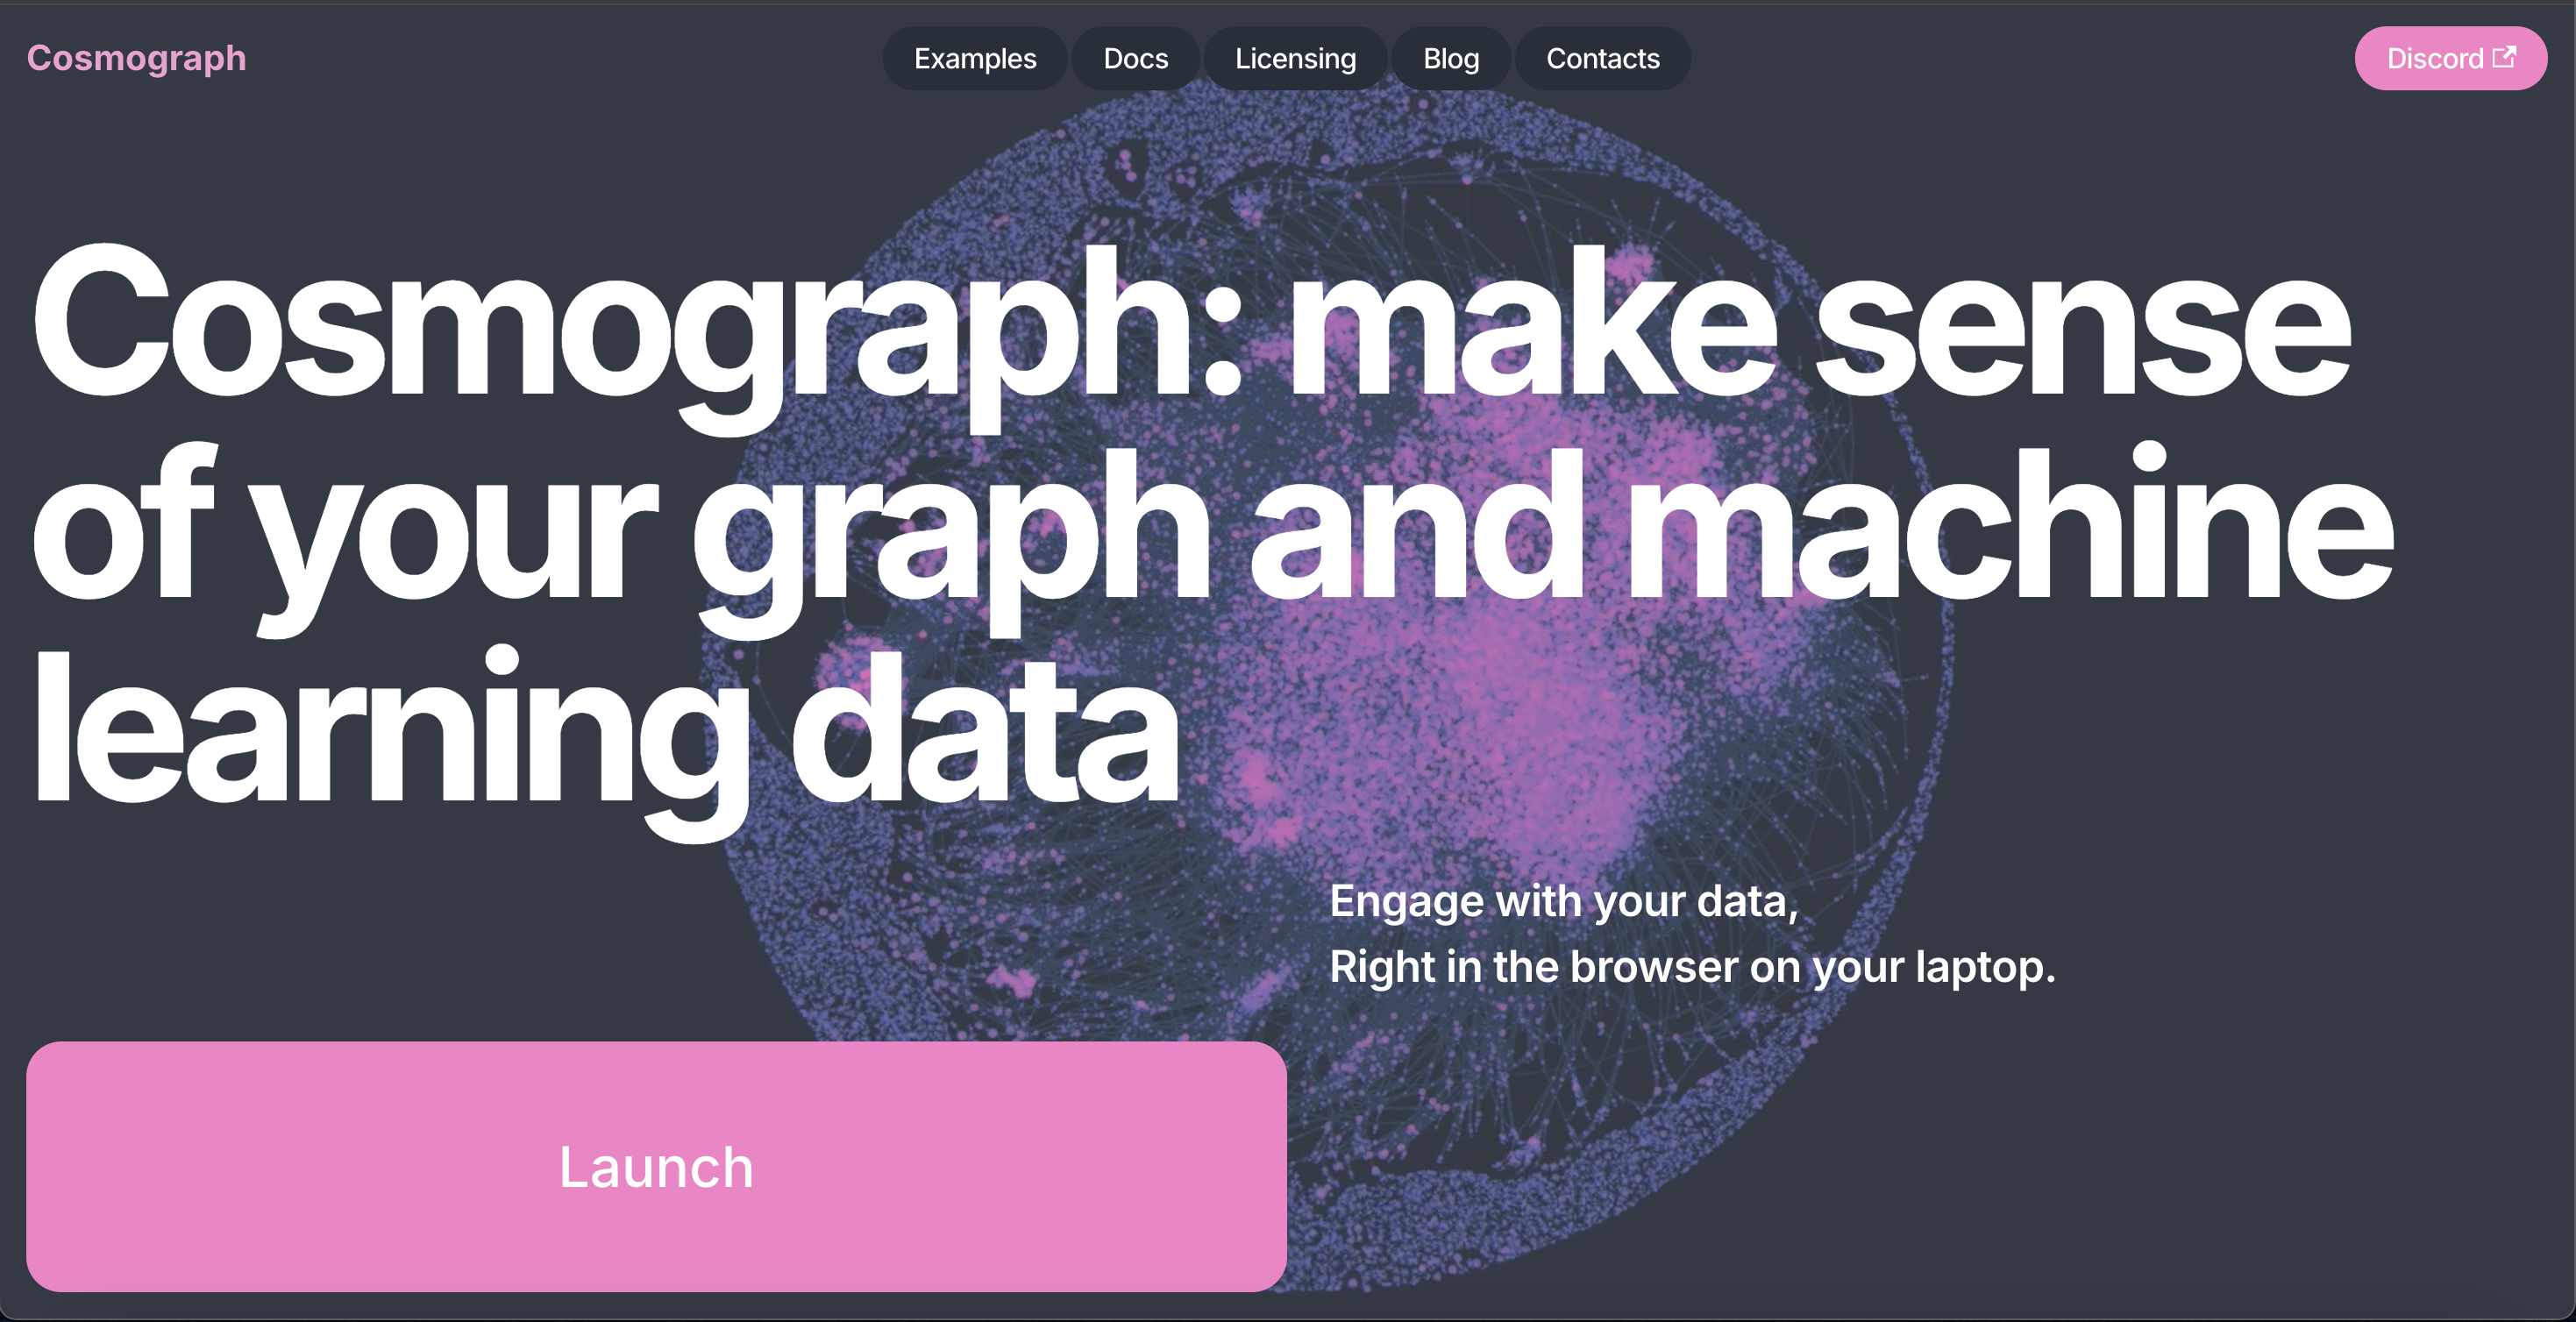 Cosmograph
Examples
Docs
Licensing
Blog
Contacts
Discord
Cosmograph: make sense
of your graph and machine
learning data
Engage with your data,
Right in the browser on your laptop.
Launch